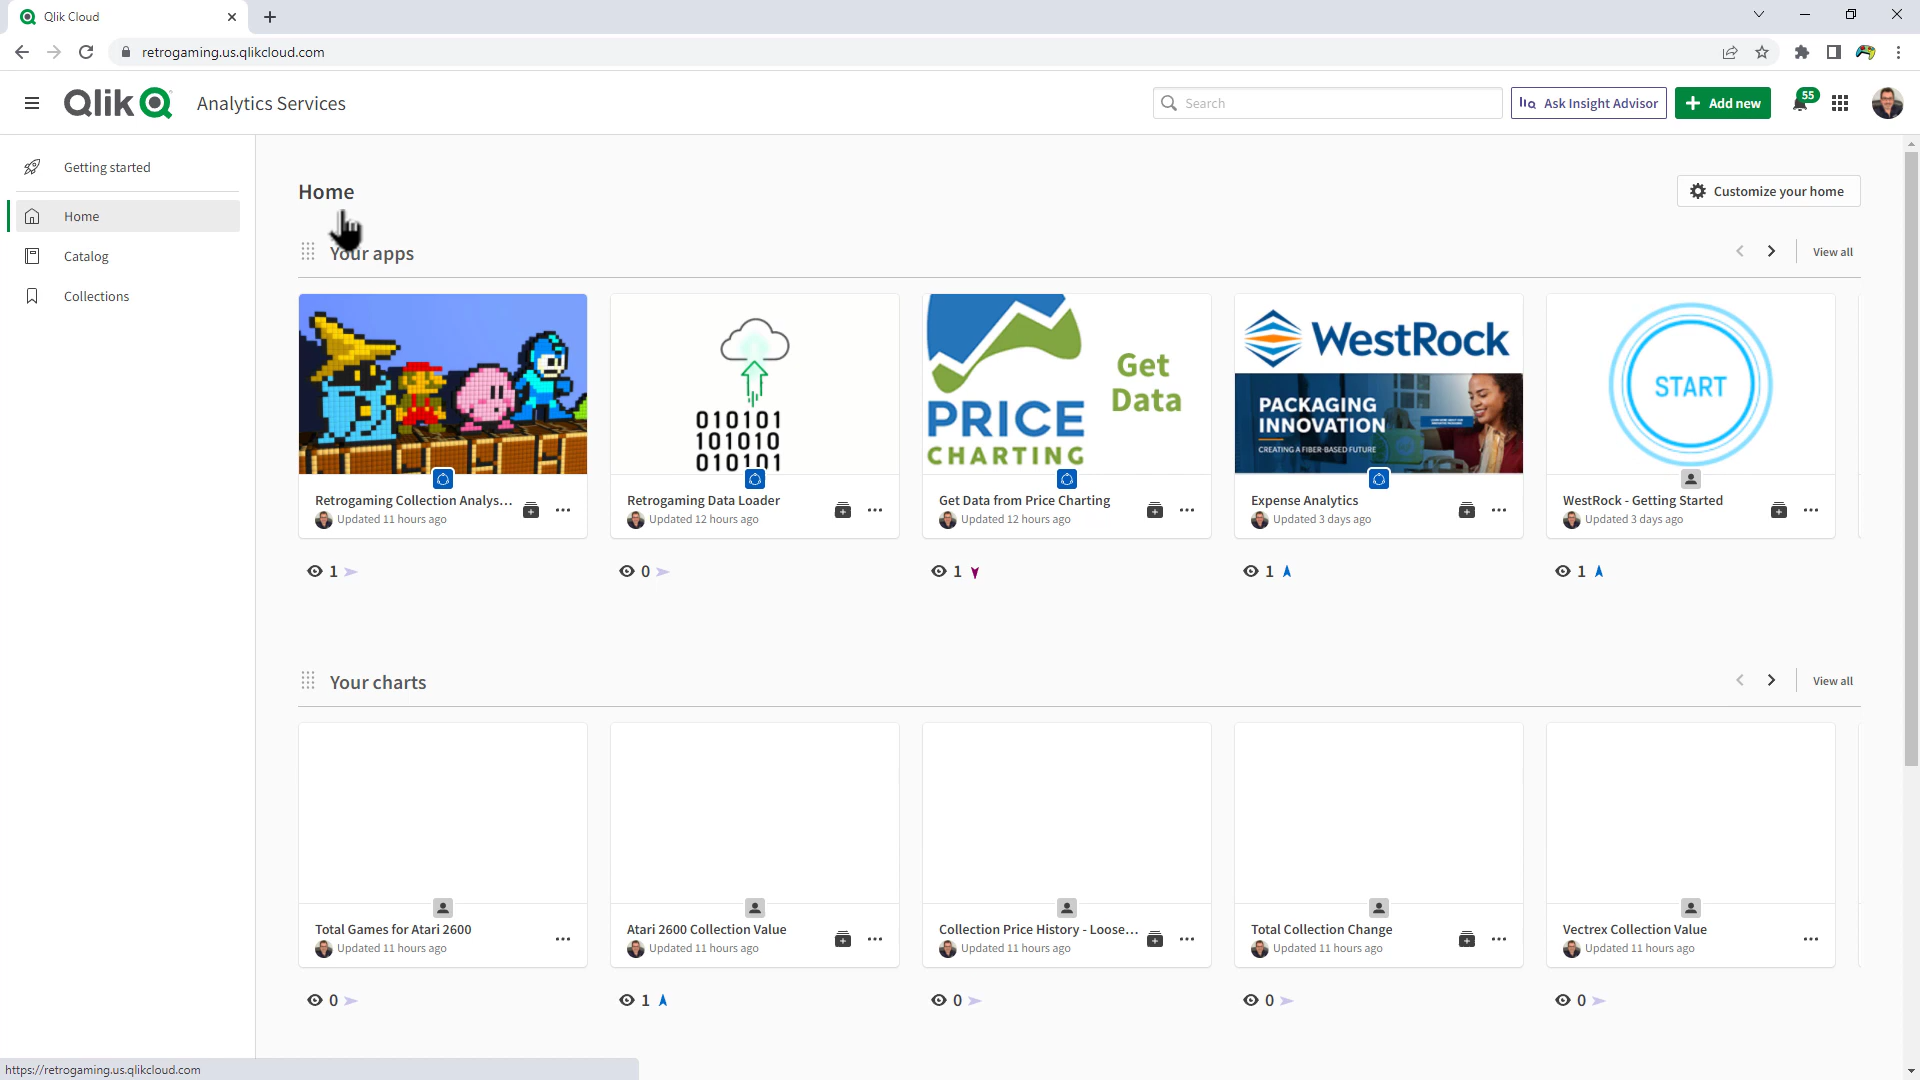 Qlik Cloud
retrogaming.us.qlikcloud.com
Qlik Analytics Services
Search
Ask Insight Advisor
Add new
55
Getting started
Home
Catalog
Collections
Home
Customize your home
Your apps
View all
010101
101010
010101
PRICE
CHARTING
Get
Data
WestRock
PACKAGING
INNOVATION
CREATING A FIBER-BASED FUTURE
START
Retrogaming Collection Analys...
Updated 11 hours ago
Retrogaming Data Loader
Updated 12 hours ago
Get Data from Price Charting
Updated 12 hours ago
Expense Analytics
Updated 3 days ago
WestRock - Getting Started
Updated 3 days ago
1
0
1
1
1
Your charts
View all
Total Games for Atari 2600
Updated 11 hours ago
Atari 2600 Collection Value
Updated 11 hours ago
Collection Price History - Loose...
Updated 11 hours ago
Total Collection Change
Updated 11 hours ago
Vectrex Collection Value
Updated 11 hours ago
0
1
0
0
0
https://retrogaming.us.qlikcloud.com